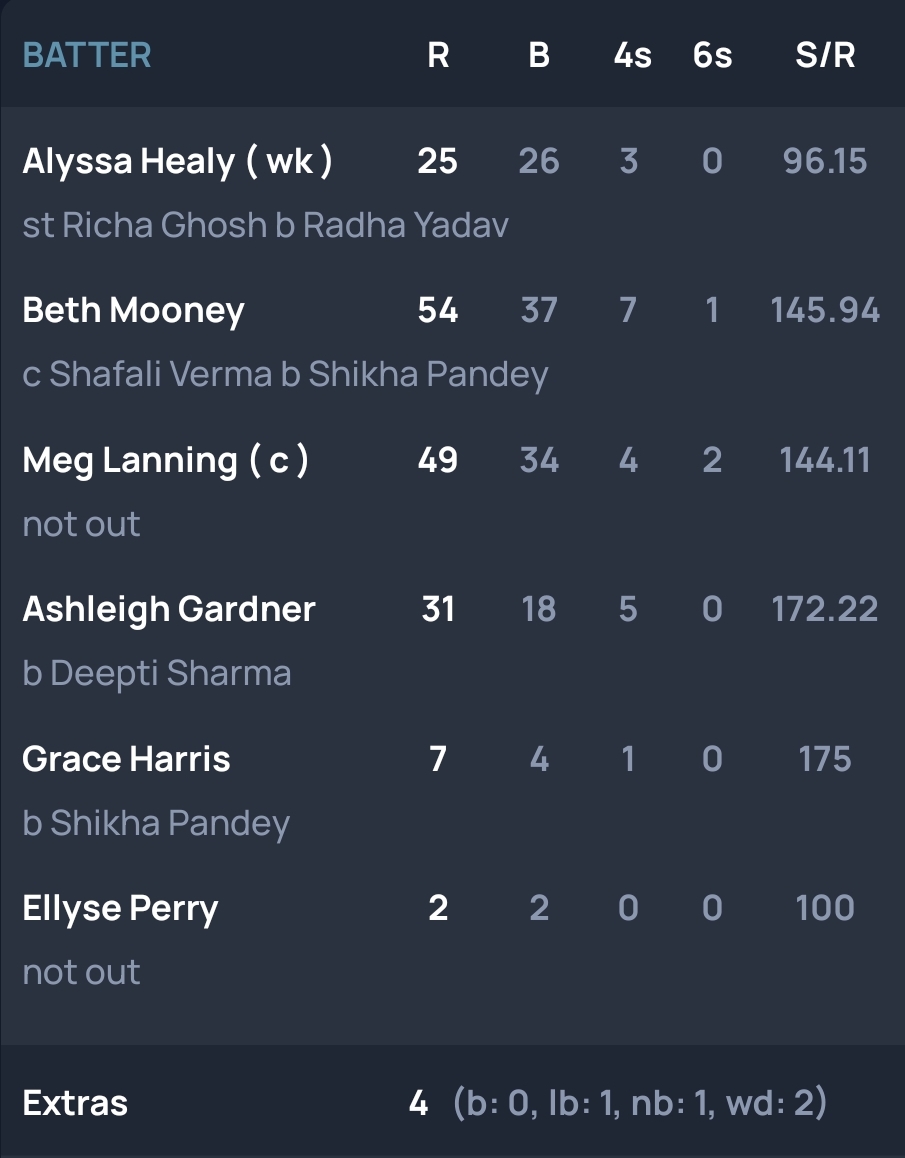 BATTER R B 4s 6s S/R
Alyssa Healy ( wk ) 25 26 3 0 96.15
st Richa Ghosh b Radha Yadav
Beth Mooney 54 37 7 1 145.94
c Shafali Verma b Shikha Pandey
Meg Lanning ( c ) 49 34 4 2 144.11
not out
Ashleigh Gardner 31 18 5 0 172.22
b Deepti Sharma
Grace Harris 7 4 1 0 175
b Shikha Pandey
Ellyse Perry 2 2 0 0 100
not out
Extras 4 (b: 0, lb: 1, nb: 1, wd: 2)